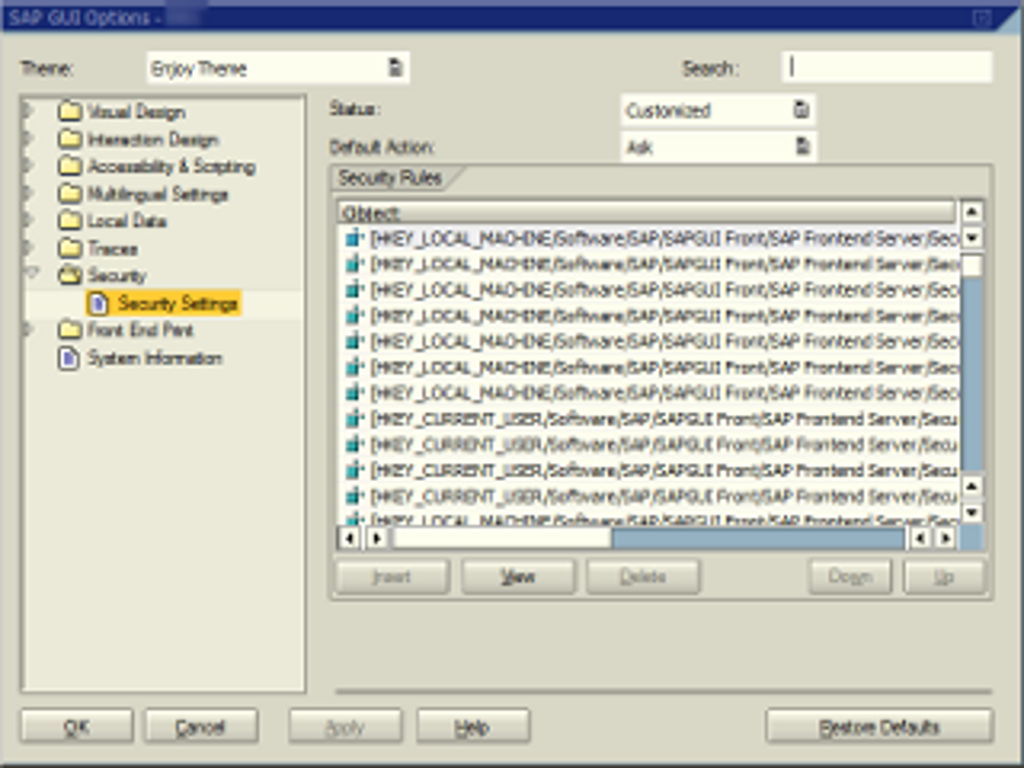 SAP GUI Options -
Theme: Enjoy Theme Search:
Visual Design
Interaction Design
Accessibility & Scripting
Multilingual Settings
Local Data
Traces
Security
Security Settings
Front End Print
System Information
Status: Customized
Default Action: Ask
Security Rules
Object
[HKEY_LOCAL_MACHINE/Software/SAP/SAPGUI Front/SAP Frontend Server/Sec
[HKEY_LOCAL_MACHINE/Software/SAP/SAPGUI Front/SAP Frontend Server/Sec
[HKEY_LOCAL_MACHINE/Software/SAP/SAPGUI Front/SAP Frontend Server/Sec
[HKEY_LOCAL_MACHINE/Software/SAP/SAPGUI Front/SAP Frontend Server/Sec
[HKEY_LOCAL_MACHINE/Software/SAP/SAPGUI Front/SAP Frontend Server/Sec
[HKEY_LOCAL_MACHINE/Software/SAP/SAPGUI Front/SAP Frontend Server/Sec
[HKEY_LOCAL_MACHINE/Software/SAP/SAPGUI Front/SAP Frontend Server/Sec
[HKEY_CURRENT_USER/Software/SAP/SAPGUI Front/SAP Frontend Server/Secu
[HKEY_CURRENT_USER/Software/SAP/SAPGUI Front/SAP Frontend Server/Secu
[HKEY_CURRENT_USER/Software/SAP/SAPGUI Front/SAP Frontend Server/Secu
[HKEY_CURRENT_USER/Software/SAP/SAPGUI Front/SAP Frontend Server/Secu
[HKEY_LOCAL_MACHINE/Software/SAP/SAPGUI Front/SAP Frontend Server/Sec
Insert View Delete Down Up
OK Cancel Apply Help Restore Defaults